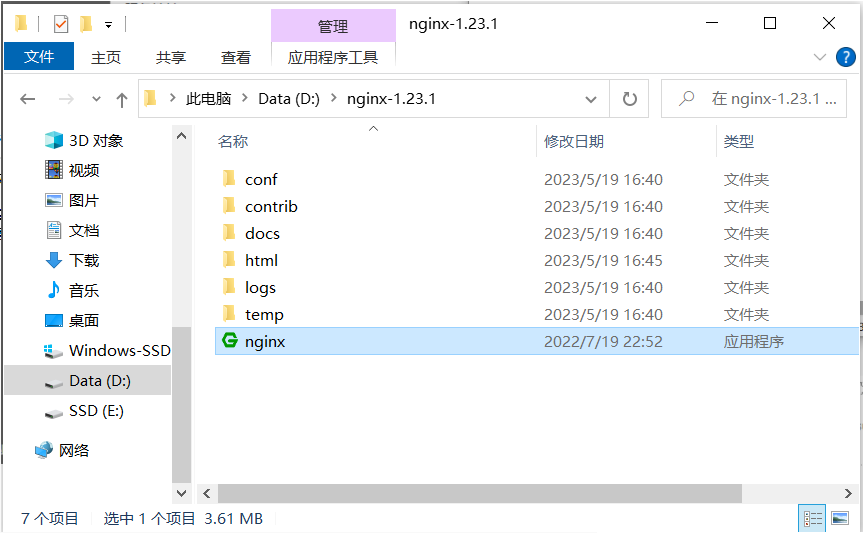 管理 nginx-1.23.1
文件 主页 共享 查看 应用程序工具
此电脑 Data (D:) nginx-1.23.1 在 nginx-1.23.1 ...
名称 修改日期 类型
3D 对象
视频
图片
文档
下载
音乐
桌面
Windows-SSD
Data (D:)
SSD (E:)
网络
conf 2023/5/19 16:40 文件夹
contrib 2023/5/19 16:40 文件夹
docs 2023/5/19 16:40 文件夹
html 2023/5/19 16:45 文件夹
logs 2023/5/19 16:40 文件夹
temp 2023/5/19 16:40 文件夹
nginx 2022/7/19 22:52 应用程序
7 个项目 选中 1 个项目 3.61 MB